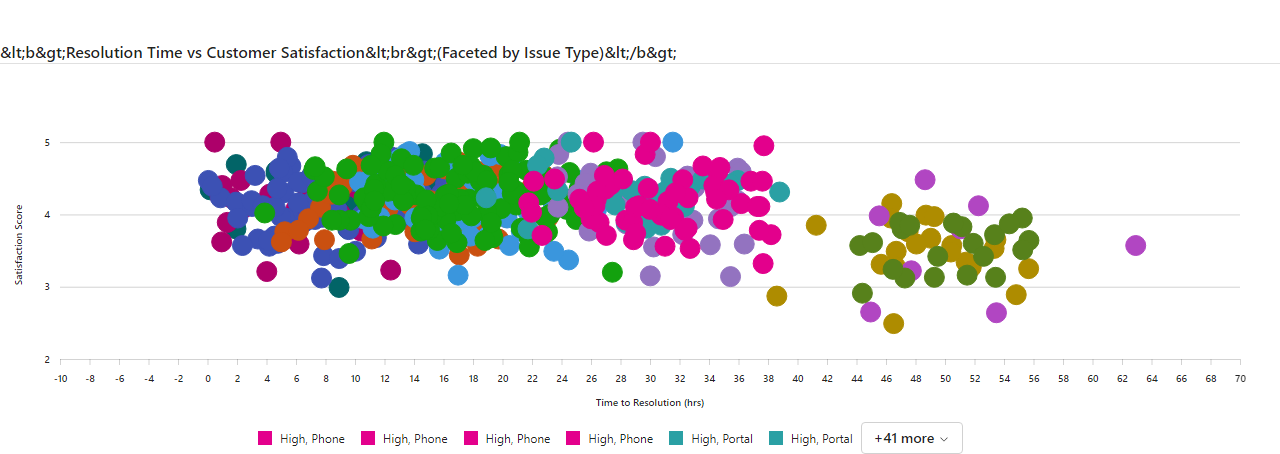 &lt;b&gt;Resolution Time vs Customer Satisfaction&lt;br&gt;(Faceted by Issue Type)&lt;/b&gt;
5
4
3
2
Satisfaction Score
-10 -8 -6 -4 -2 0 2 4 6 8 10 12 14 16 18 20 22 24 26 28 30 32 34 36 38 40 42 44 46 48 50 52 54 56 58 60 62 64 66 68 70
Time to Resolution (hrs)
High, Phone High, Phone High, Phone High, Phone High, Portal High, Portal +41 more